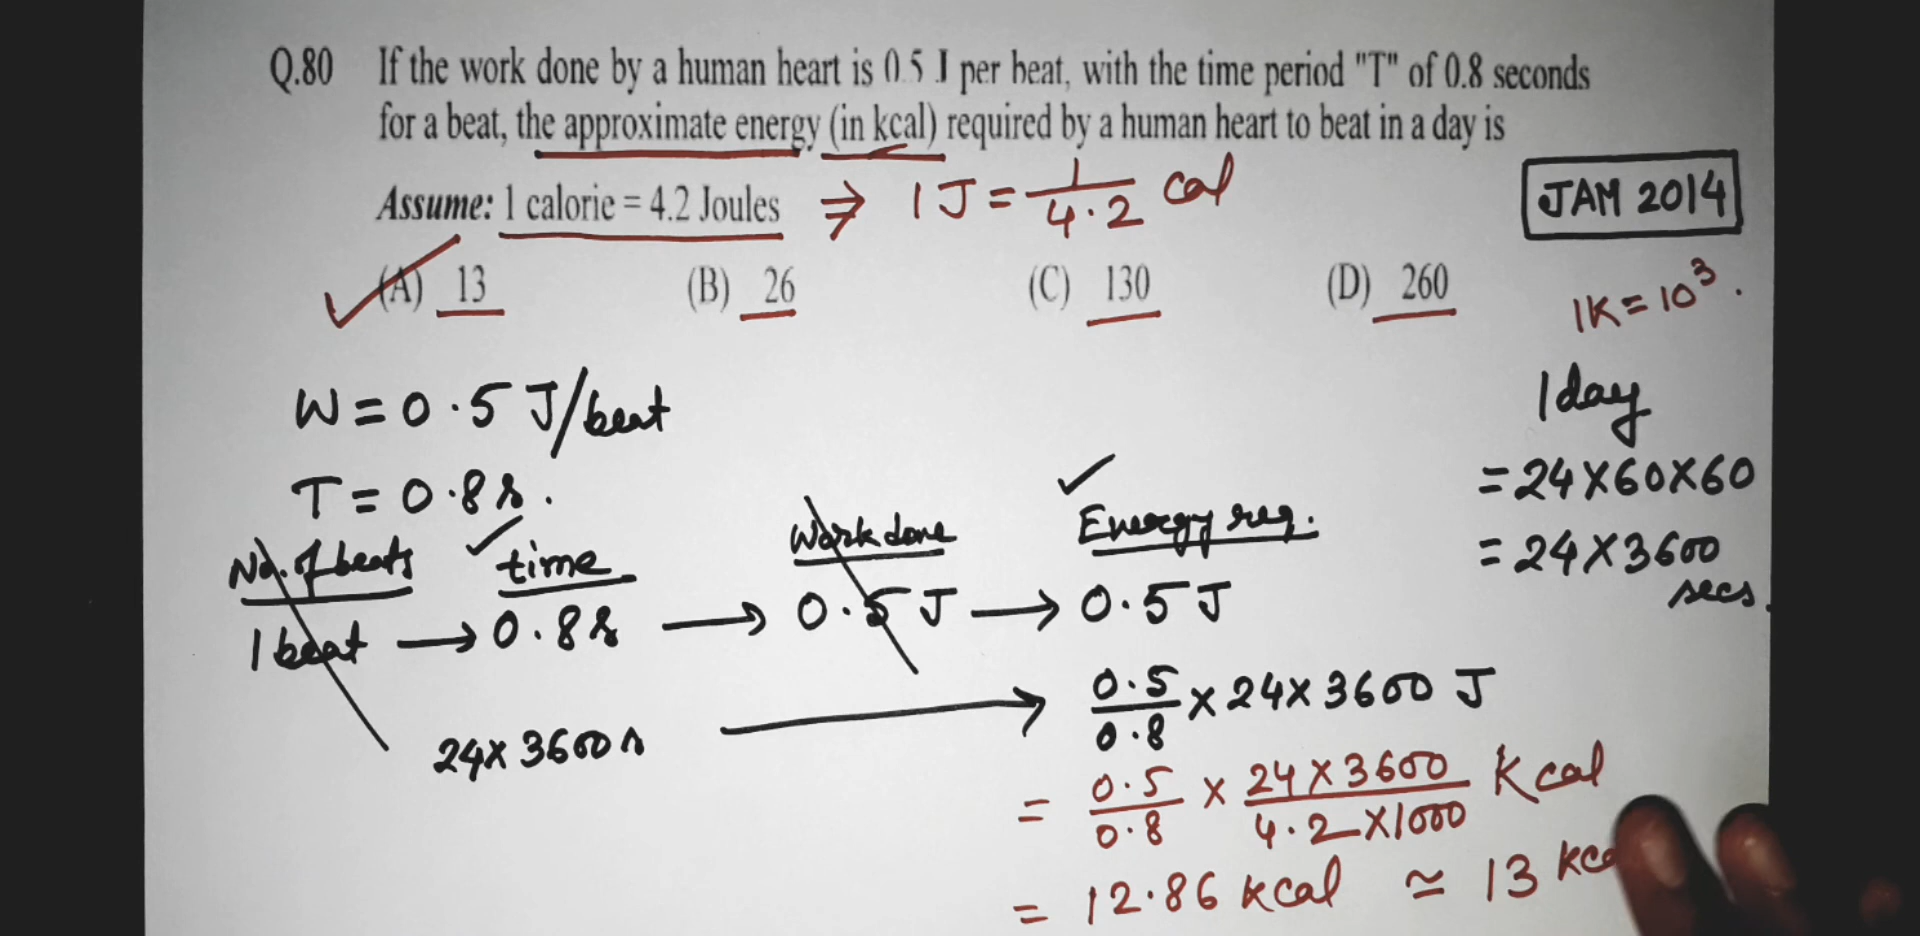 Q.80 If the work done by a human heart is 0.5 J per beat, with the time period "T" of 0.8 seconds
for a beat, the approximate energy (in kcal) required by a human heart to beat in a day is
Assume: 1 calorie = 4.2 Joules ⇒ 1 J = 1/4.2 cal
JAM 2014
(A) 13 (B) 26 (C) 130 (D) 260
1K = 10³.
W = 0.5 J/beat
1 day
T = 0.8 s.
= 24 X 60 X 60
= 24 X 3600 secs.
No. of beats time Work done Energy req.
1 beat → 0.8 s → 0.5 J → 0.5 J
24 x 3600 s → 0.5/0.8 x 24 x 3600 J
= 0.5/0.8 x 24 X 3600/4.2 X 1000 Kcal
= 12.86 kcal ≃ 13